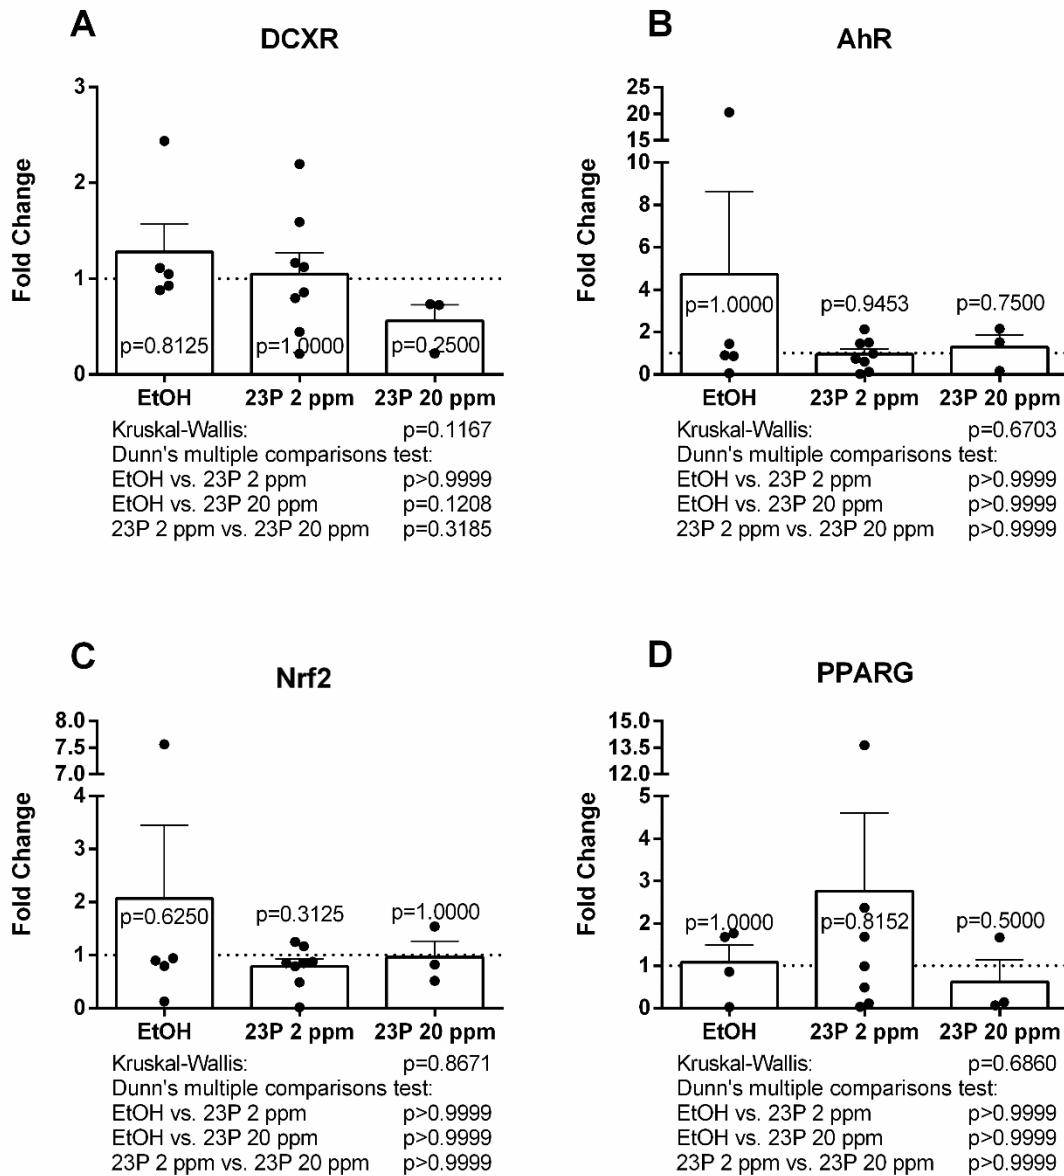 A
DCXR
Fold Change
3
2
1
0
p=0.8125
p=1.0000
p=0.2500
EtOH
23P 2 ppm
23P 20 ppm
Kruskal-Wallis: p=0.1167
Dunn's multiple comparisons test:
EtOH vs. 23P 2 ppm p>0.9999
EtOH vs. 23P 20 ppm p=0.1208
23P 2 ppm vs. 23P 20 ppm p=0.3185
B
AhR
Fold Change
25
20
15
10
8
6
4
2
0
p=1.0000
p=0.9453
p=0.7500
EtOH
23P 2 ppm
23P 20 ppm
Kruskal-Wallis: p=0.6703
Dunn's multiple comparisons test:
EtOH vs. 23P 2 ppm p>0.9999
EtOH vs. 23P 20 ppm p>0.9999
23P 2 ppm vs. 23P 20 ppm p>0.9999
C
Nrf2
Fold Change
8.0
7.5
7.0
4
3
2
1
0
p=0.6250
p=0.3125
p=1.0000
EtOH
23P 2 ppm
23P 20 ppm
Kruskal-Wallis: p=0.8671
Dunn's multiple comparisons test:
EtOH vs. 23P 2 ppm p>0.9999
EtOH vs. 23P 20 ppm p>0.9999
23P 2 ppm vs. 23P 20 ppm p>0.9999
D
PPARG
Fold Change
15.0
13.5
12.0
5
4
3
2
1
0
p=1.0000
p=0.8152
p=0.5000
EtOH
23P 2 ppm
23P 20 ppm
Kruskal-Wallis: p=0.6860
Dunn's multiple comparisons test:
EtOH vs. 23P 2 ppm p>0.9999
EtOH vs. 23P 20 ppm p>0.9999
23P 2 ppm vs. 23P 20 ppm p>0.9999